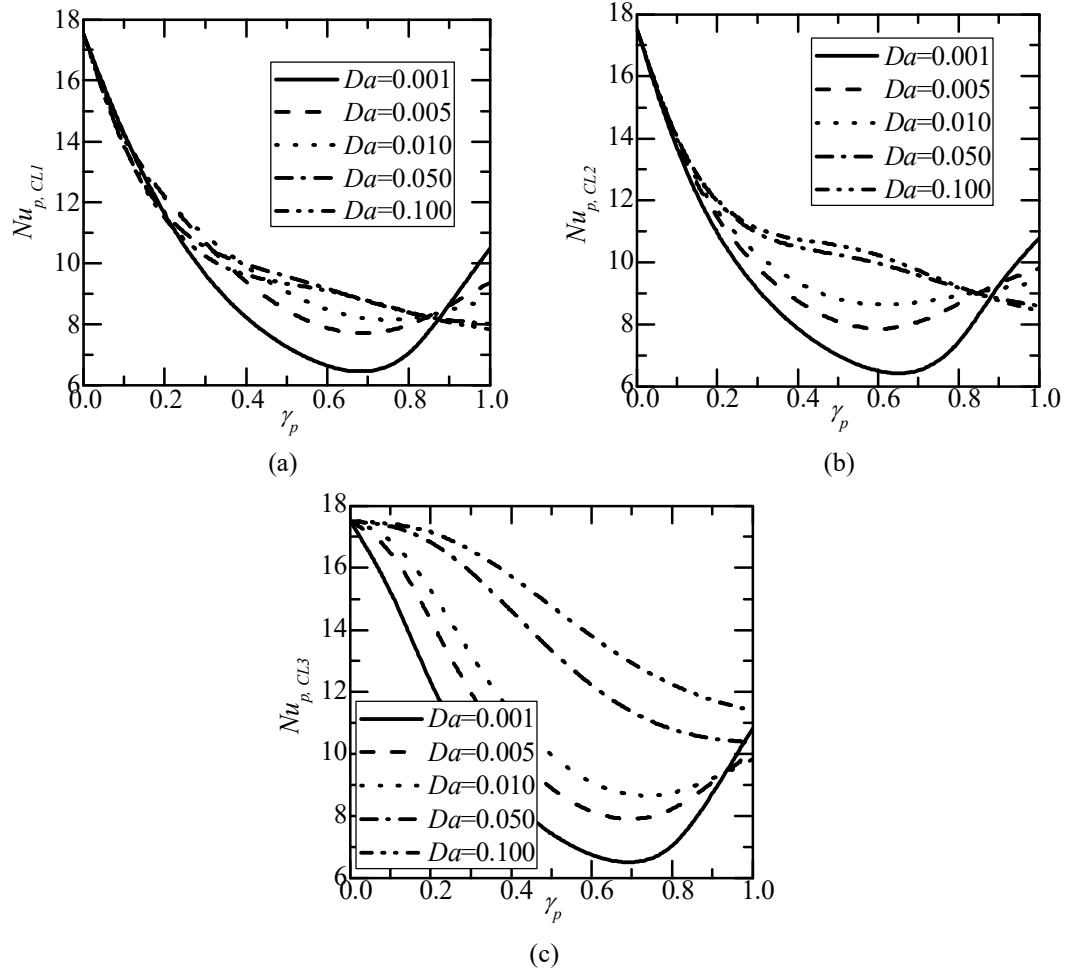 18
16
14
12
10
8
6
Nu_{p, CL1}
Da=0.001
Da=0.005
Da=0.010
Da=0.050
Da=0.100
0.0 0.2 0.4 0.6 0.8 1.0
γ_p
(a)
18
16
14
12
10
8
6
Nu_{p, CL2}
Da=0.001
Da=0.005
Da=0.010
Da=0.050
Da=0.100
0.0 0.2 0.4 0.6 0.8 1.0
γ_p
(b)
18
16
14
12
10
8
6
Nu_{p, CL3}
Da=0.001
Da=0.005
Da=0.010
Da=0.050
Da=0.100
0.0 0.2 0.4 0.6 0.8 1.0
γ_p
(c)